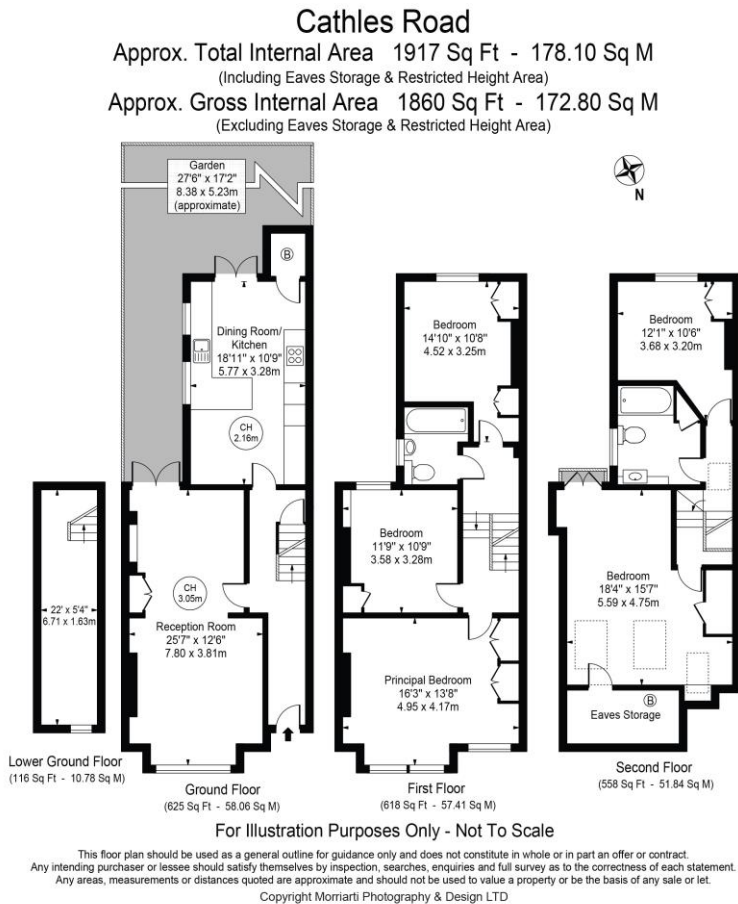 Cathles Road
Approx. Total Internal Area 1917 Sq Ft - 178.10 Sq M
(Including Eaves Storage & Restricted Height Area)
Approx. Gross Internal Area 1860 Sq Ft - 172.80 Sq M
(Excluding Eaves Storage & Restricted Height Area)
Garden
27'6" x 17'2"
8.38 x 5.23m
(approximate)
N
B
Dining Room/
Kitchen
18'11" x 10'9"
5.77 x 3.28m
CH
2.16m
Bedroom
14'10" x 10'8"
4.52 x 3.25m
Bedroom
12'1" x 10'6"
3.68 x 3.20m
22' x 5'4"
6.71 x 1.63m
CH
3.05m
Reception Room
25'7" x 12'6"
7.80 x 3.81m
Bedroom
11'9" x 10'9"
3.58 x 3.28m
Principal Bedroom
16'3" x 13'8"
4.95 x 4.17m
Bedroom
18'4" x 15'7"
5.59 x 4.75m
B
Eaves Storage
Lower Ground Floor
(116 Sq Ft - 10.78 Sq M)
Ground Floor
(625 Sq Ft - 58.06 Sq M)
First Floor
(618 Sq Ft - 57.41 Sq M)
Second Floor
(558 Sq Ft - 51.84 Sq M)
For Illustration Purposes Only - Not To Scale
This floor plan should be used as a general outline for guidance only and does not constitute in whole or in part an offer or contract.
Any intending purchaser or lessee should satisfy themselves by inspection, searches, enquiries and full survey as to the correctness of each statement.
Any areas, measurements or distances quoted are approximate and should not be used to value a property or be the basis of any sale or let.
Copyright Morriarti Photography & Design LTD